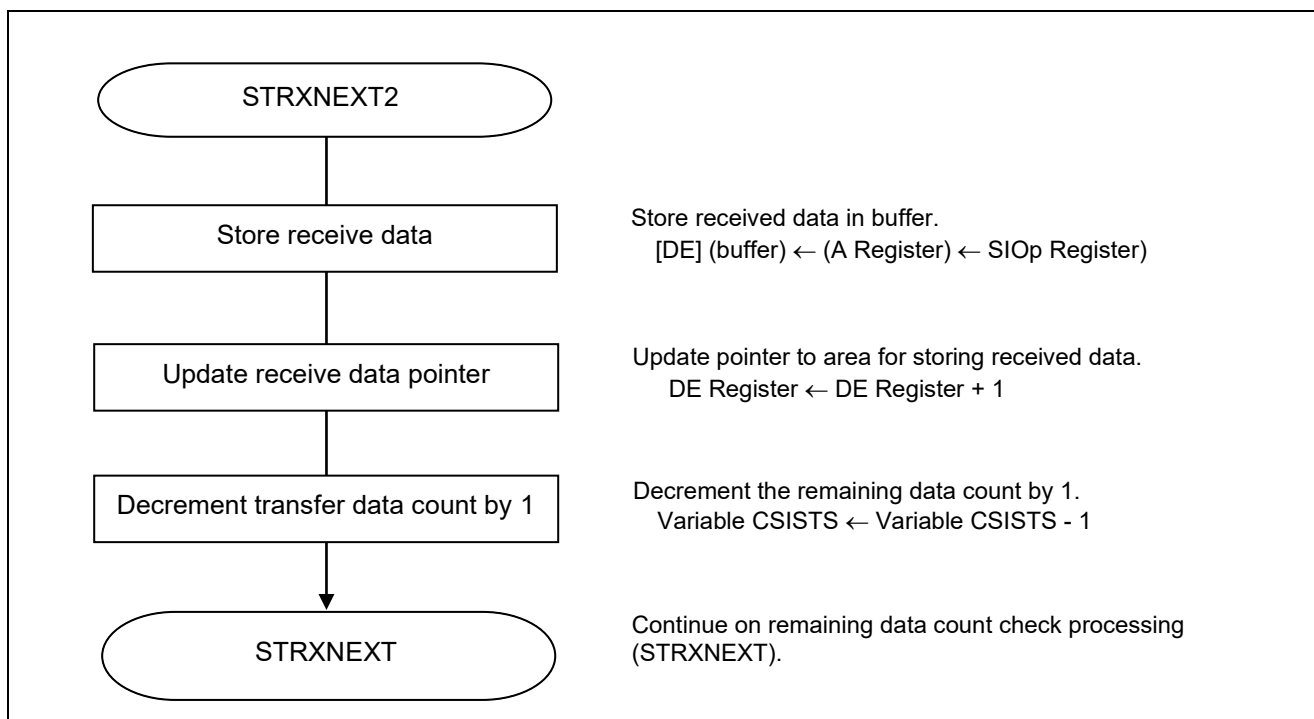 STRXNEXT2
Store receive data
Store received data in buffer.
[DE] (buffer) ← (A Register) ← SIOp Register)
Update receive data pointer
Update pointer to area for storing received data.
DE Register ← DE Register + 1
Decrement transfer data count by 1
Decrement the remaining data count by 1.
Variable CSISTS ← Variable CSISTS - 1
STRXNEXT
Continue on remaining data count check processing
(STRXNEXT).